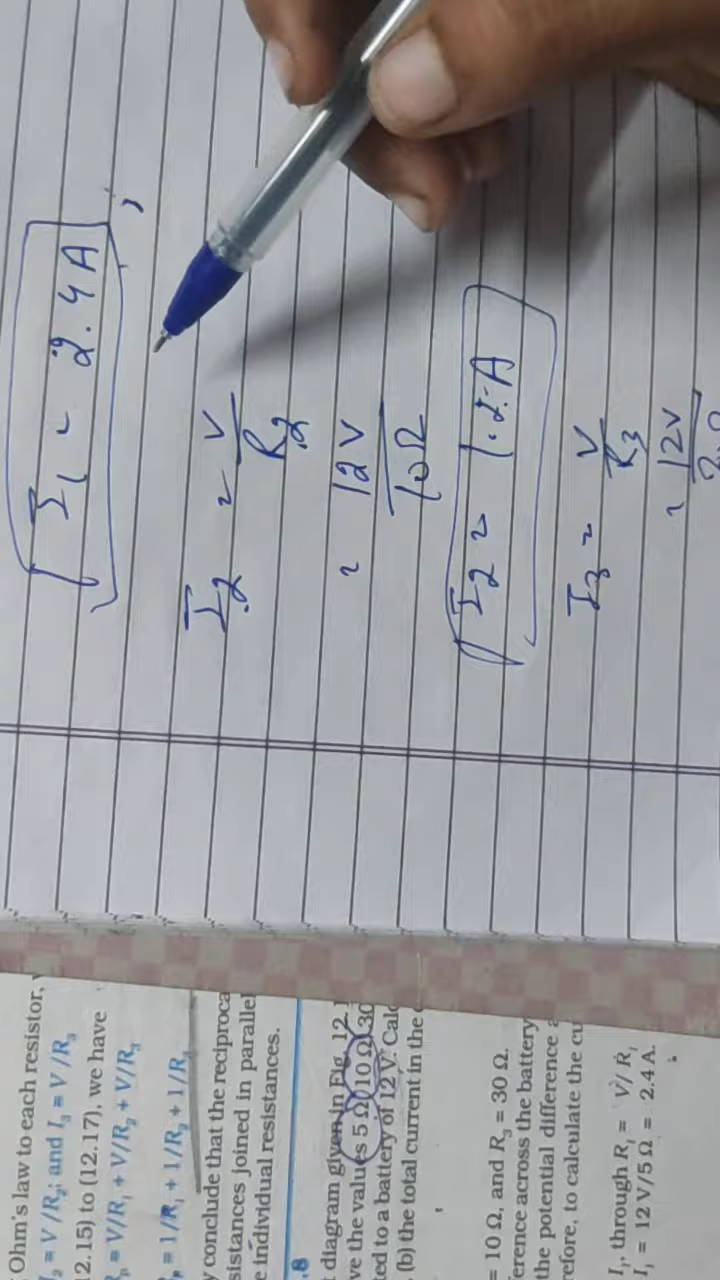 I₁ = 2.4A
,
I₂ = V/R₂
= 12V/10Ω
I₂ = 1.2A
I₃ = V/R₃
= 12V/
Ohm's law to each resistor,
= V/R₂; and I₃ = V/R₃
12.15) to (12.17), we have
= V/R₁ + V/R₂ + V/R₃
= 1/R₁ + 1/R₂ + 1/R₃
conclude that the reciproca
sistances joined in parallel
e individual resistances.
.8
t diagram given in Fig. 12.
ve the values 5 Ω, 10 Ω, 30
ted to a battery of 12 V. Calc
(b) the total current in the
= 10 Ω, and R₃ = 30 Ω.
erence across the battery
the potential difference a
refore, to calculate the cu
I₁, through R₁ = V/ R₁
I₁ = 12 V/5 Ω = 2.4 A.